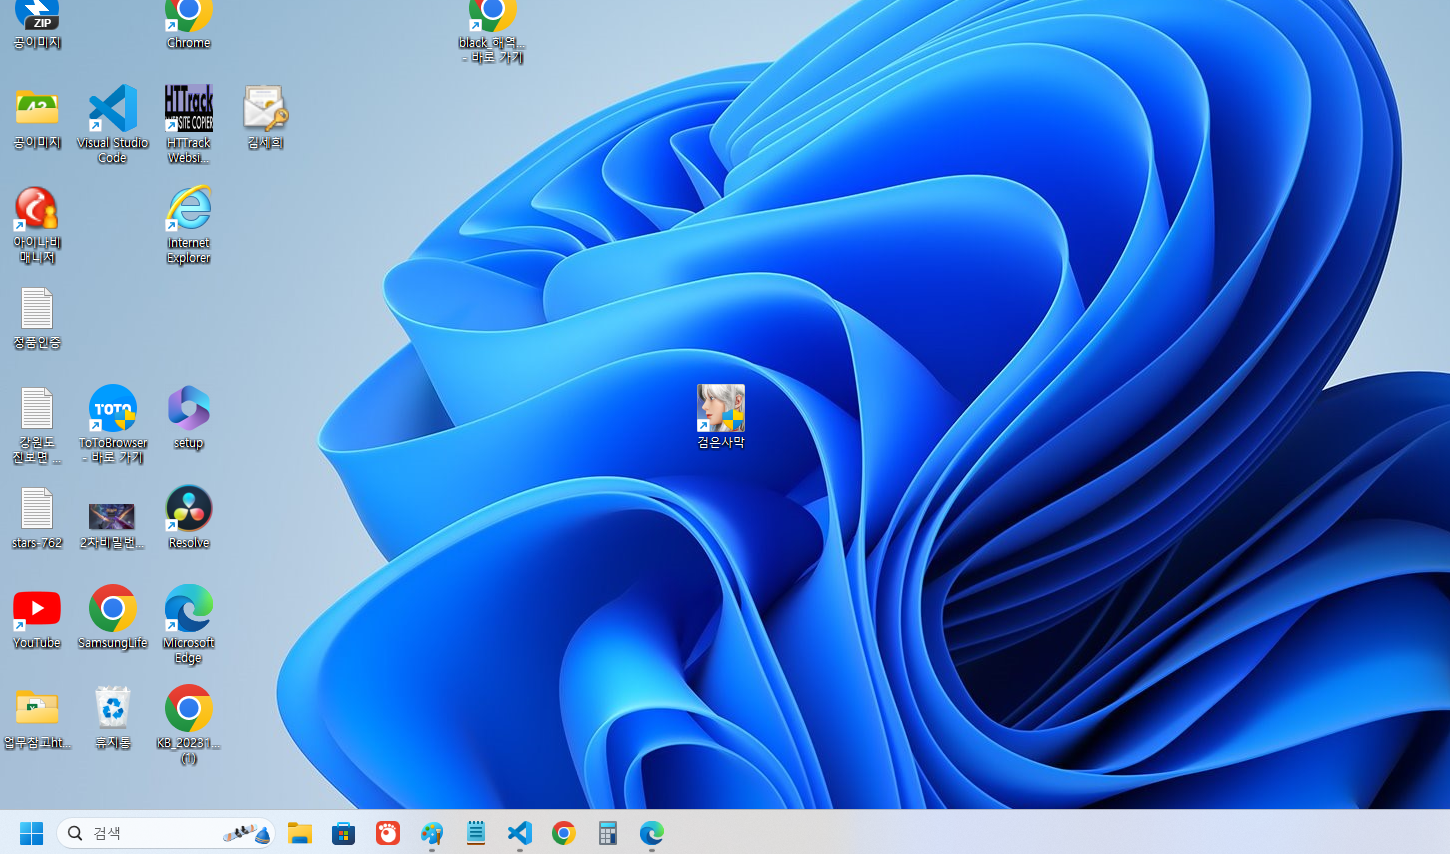 ZIP
공이미지
Chrome
black_해역...
- 바로 가기
42
공이미지
Visual Studio
Code
HTTrack
WEBSITE COPIER
HTTrack
Websi...
김세희
아이나비
매니저
Internet
Explorer
정품인증
강원도
진보면 ...
TOTO
ToToBrowser
- 바로 가기
setup
검은사막
stars-762
2차비밀번...
Resolve
YouTube
SamsungLife
Microsoft
Edge
업무참고ht...
휴지통
KB_20231...
(1)
검색